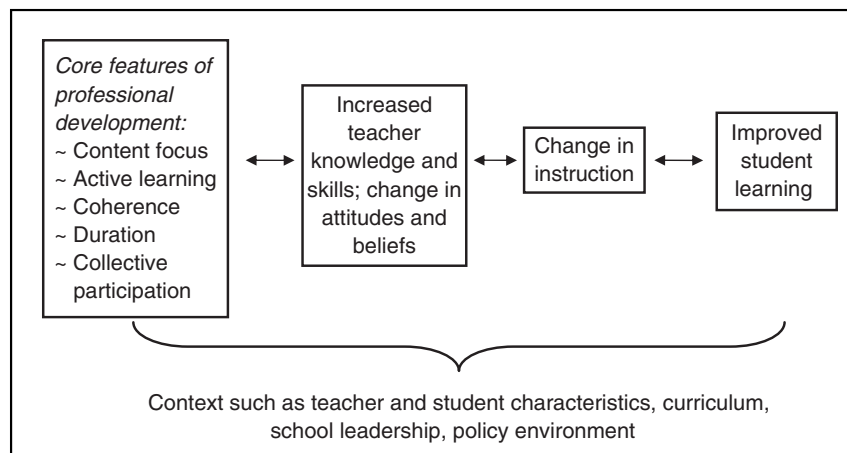 Core features of
professional
development:
~ Content focus
~ Active learning
~ Coherence
~ Duration
~ Collective
participation
Increased
teacher
knowledge and
skills; change in
attitudes and
beliefs
Change in
instruction
Improved
student
learning
Context such as teacher and student characteristics, curriculum,
school leadership, policy environment